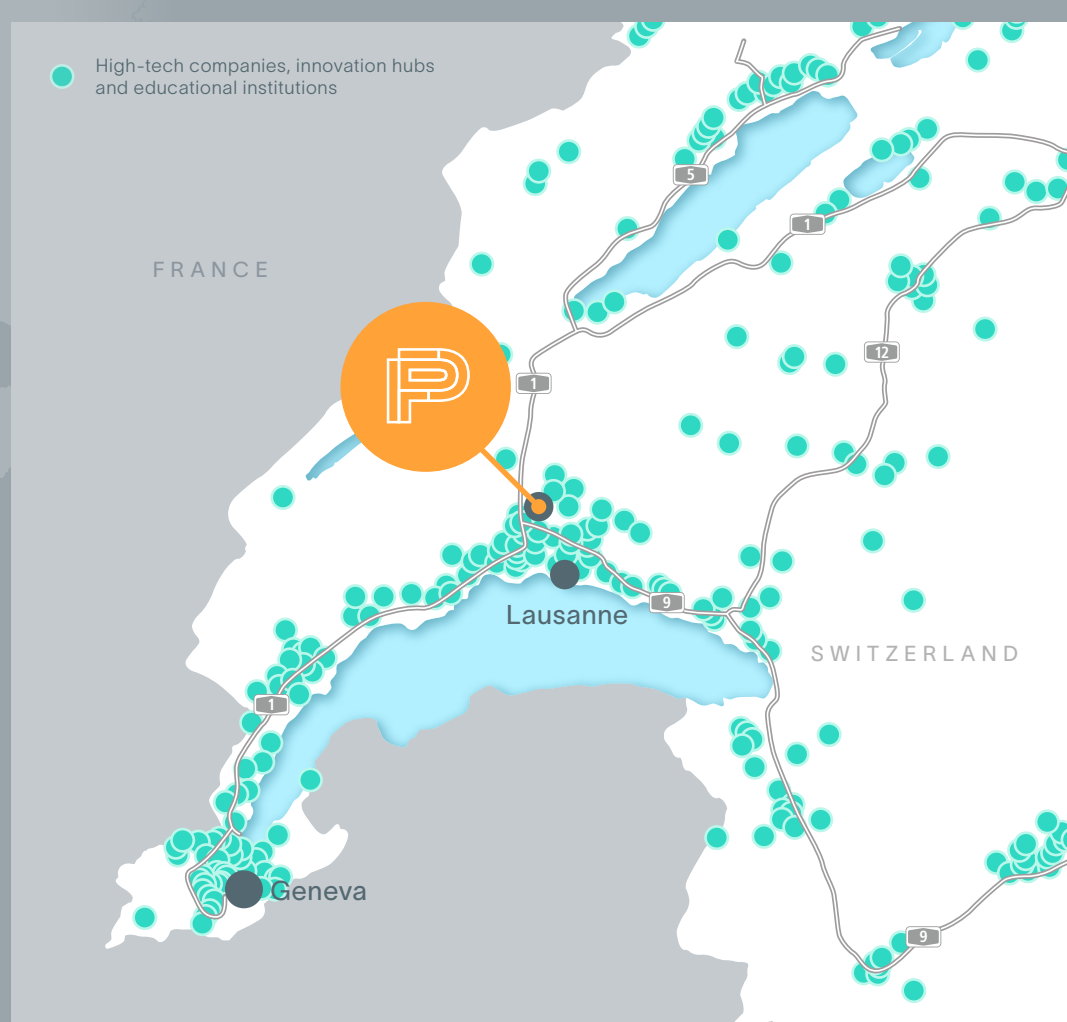 High-tech companies, innovation hubs
and educational institutions
5
1
FRANCE
12
1
P
Lausanne
9
SWITZERLAND
1
Geneva
9